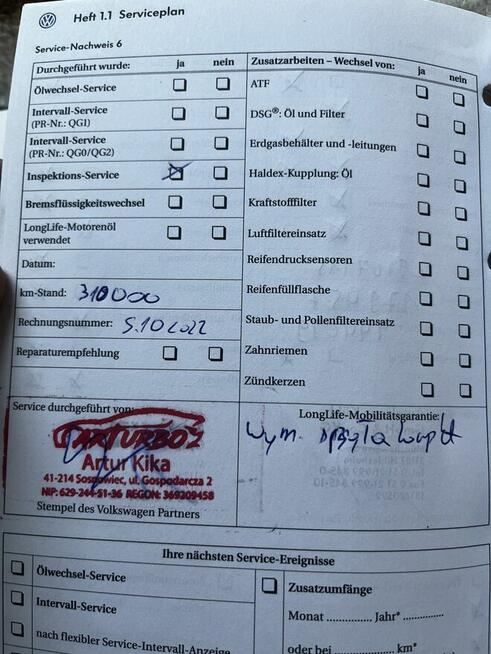 Heft 1.1 Serviceplan
Service-Nachweis 6
Durchgeführt wurde: ja nein
Ölwechsel-Service
Intervall-Service
(PR-Nr.: QG1)
Intervall-Service
(PR-Nr.: QG0/QG2)
Inspektions-Service
Bremsflüssigkeitswechsel
LongLife-Motorenöl
verwendet
Datum:
km-Stand: 310000
Rechnungsnummer: 5.10.2022
Reparaturempfehlung
Zusatzarbeiten – Wechsel von: ja nein
ATF
DSG®: Öl und Filter
Erdgasbehälter und -leitungen
Haldex-Kupplung: Öl
Kraftstofffilter
Luftfiltereinsatz
Reifendrucksensoren
Reifenfüllflasche
Staub- und Pollenfiltereinsatz
Zahnriemen
Zündkerzen
Service durchgeführt von:
Artur Kika
41-214 Sosnowiec, ul. Gospodarcza 2
NIP: 629-244-51-36 REGON: 369209458
Stempel des Volkswagen Partners
LongLife-Mobilitätsgarantie:
wym.
Ihre nächsten Service-Ereignisse
Ölwechsel-Service
Intervall-Service
nach flexibler Service-Intervall-Anzeige
Zusatzumfänge
Monat .............. Jahr* ..............
oder bei .................... km*